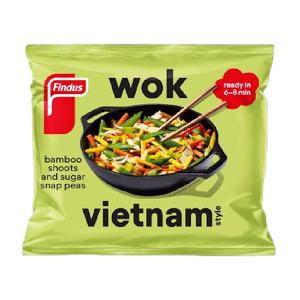 Findus
wok
ready in
6-8 min
bamboo
shoots
and sugar
snap peas
vietnam
style